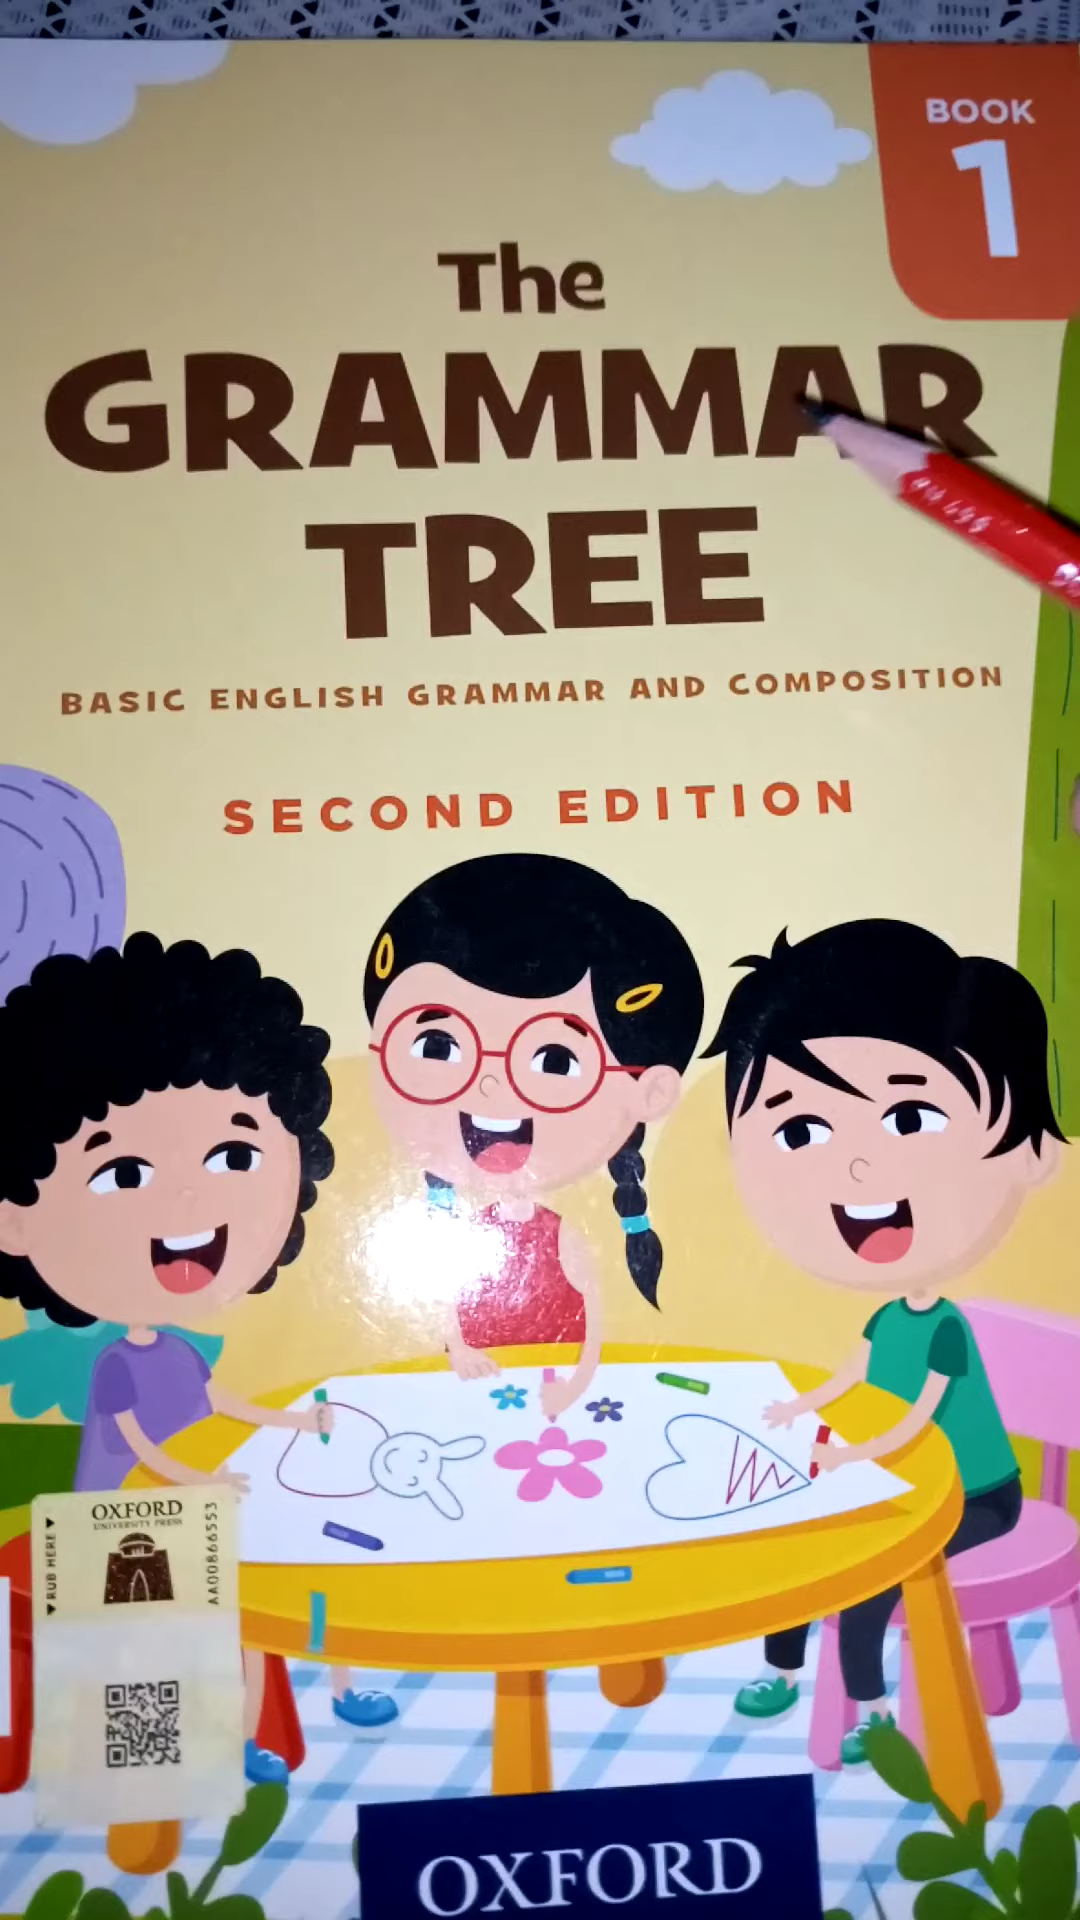 BOOK
1
The
GRAMMAR
TREE
BASIC ENGLISH GRAMMAR AND COMPOSITION
SECOND EDITION
OXFORD
UNIVERSITY PRESS
RUB HERE
AA00866553
OXFORD